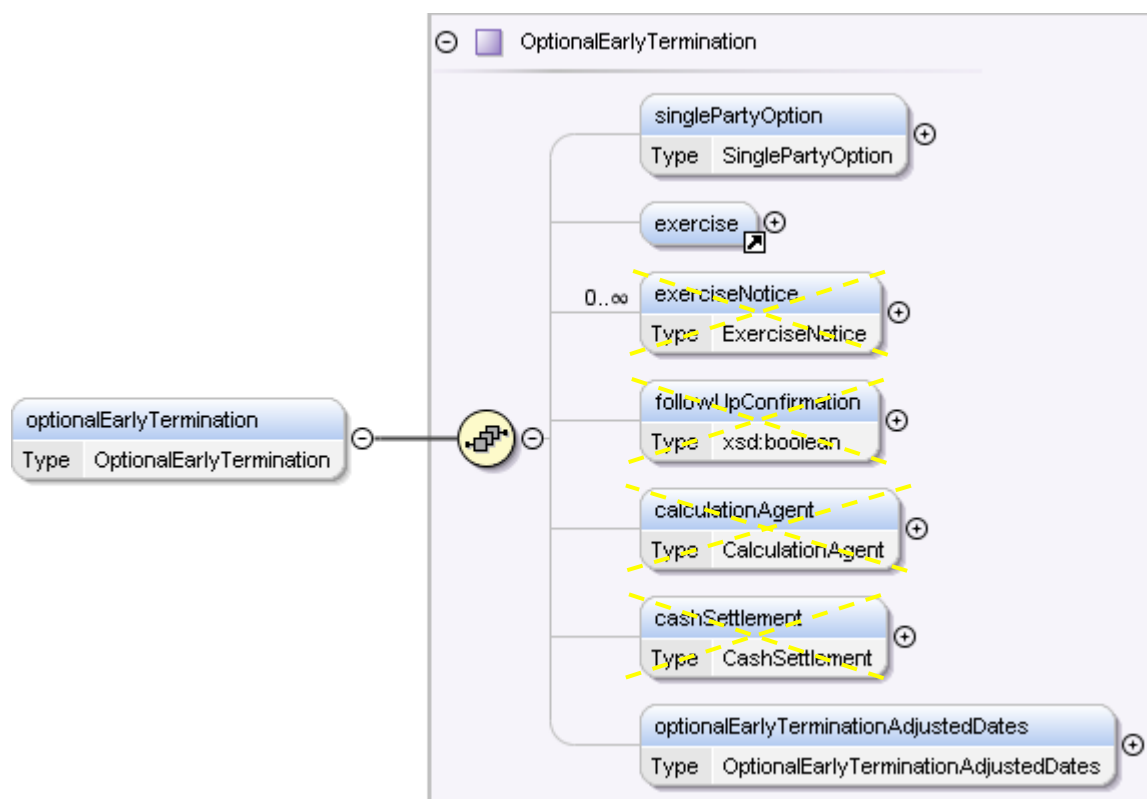 OptionalEarlyTermination
singlePartyOption
Type SinglePartyOption
exercise
0..∞ exerciseNotice
Type ExerciseNotice
followUpConfirmation
Type xsd:boolean
optionalEarlyTermination
Type OptionalEarlyTermination
calculationAgent
Type CalculationAgent
cashSettlement
Type CashSettlement
optionalEarlyTerminationAdjustedDates
Type OptionalEarlyTerminationAdjustedDates